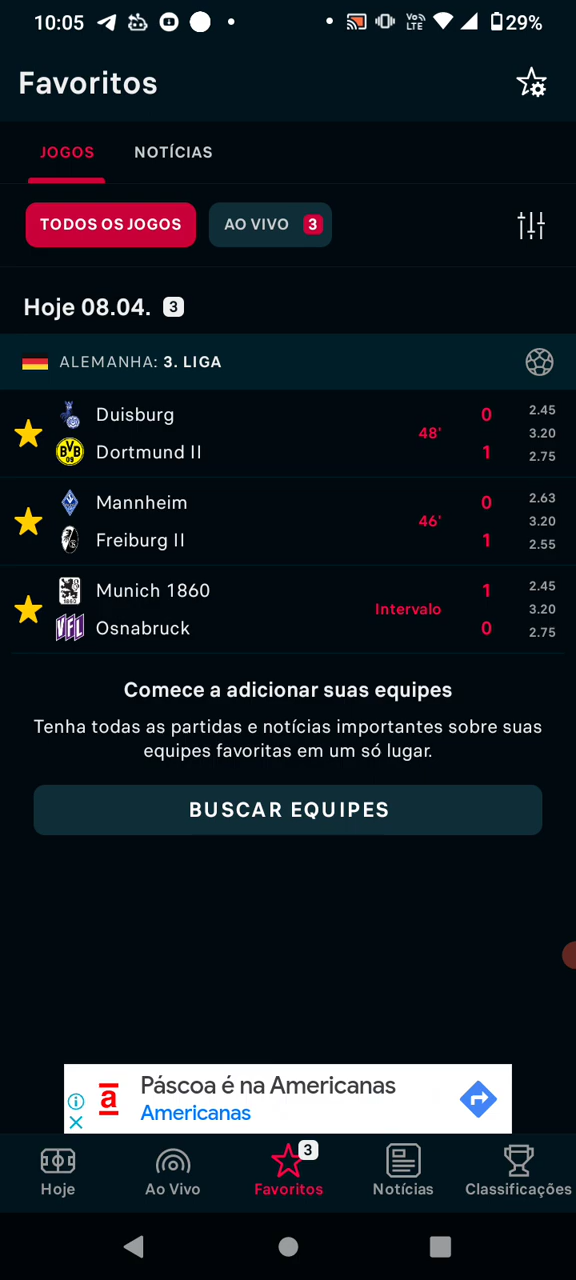 10:05 Vo)) LTE 29%
Favoritos
JOGOS NOTÍCIAS
TODOS OS JOGOS AO VIVO 3
Hoje 08.04. 3
ALEMANHA: 3. LIGA
Duisburg 0 2.45
48' 3.20
Dortmund II 1 2.75
Mannheim 0 2.63
46' 3.20
Freiburg II 1 2.55
Munich 1860 1 2.45
Intervalo 3.20
Osnabruck 0 2.75
Comece a adicionar suas equipes
Tenha todas as partidas e notícias importantes sobre suas
equipes favoritas em um só lugar.
BUSCAR EQUIPES
a Páscoa é na Americanas
Americanas
3
Hoje Ao Vivo Favoritos Notícias Classificações